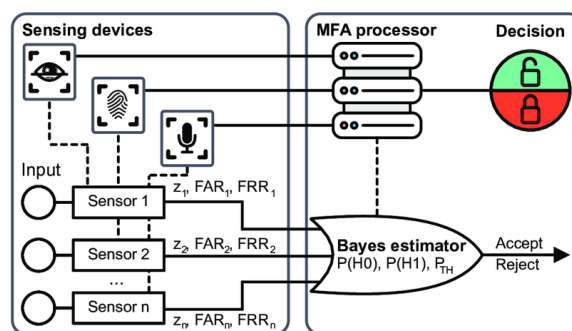 Sensing devices
MFA processor
Decision
Input
Sensor 1
z1, FAR1, FRR1
Sensor 2
z2, FAR2, FRR2
...
Sensor n
zn, FARn, FRRn
Bayes estimator
P(H0), P(H1), PTH
Accept
Reject